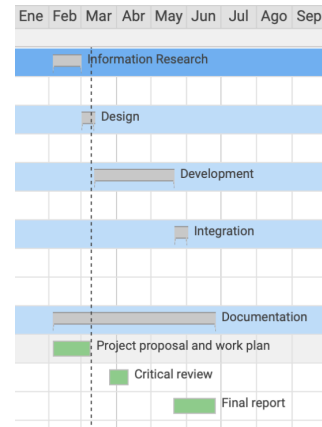 Ene Feb Mar Abr May Jun Jul Ago Sep
Information Research
Design
Development
Integration
Documentation
Project proposal and work plan
Critical review
Final report